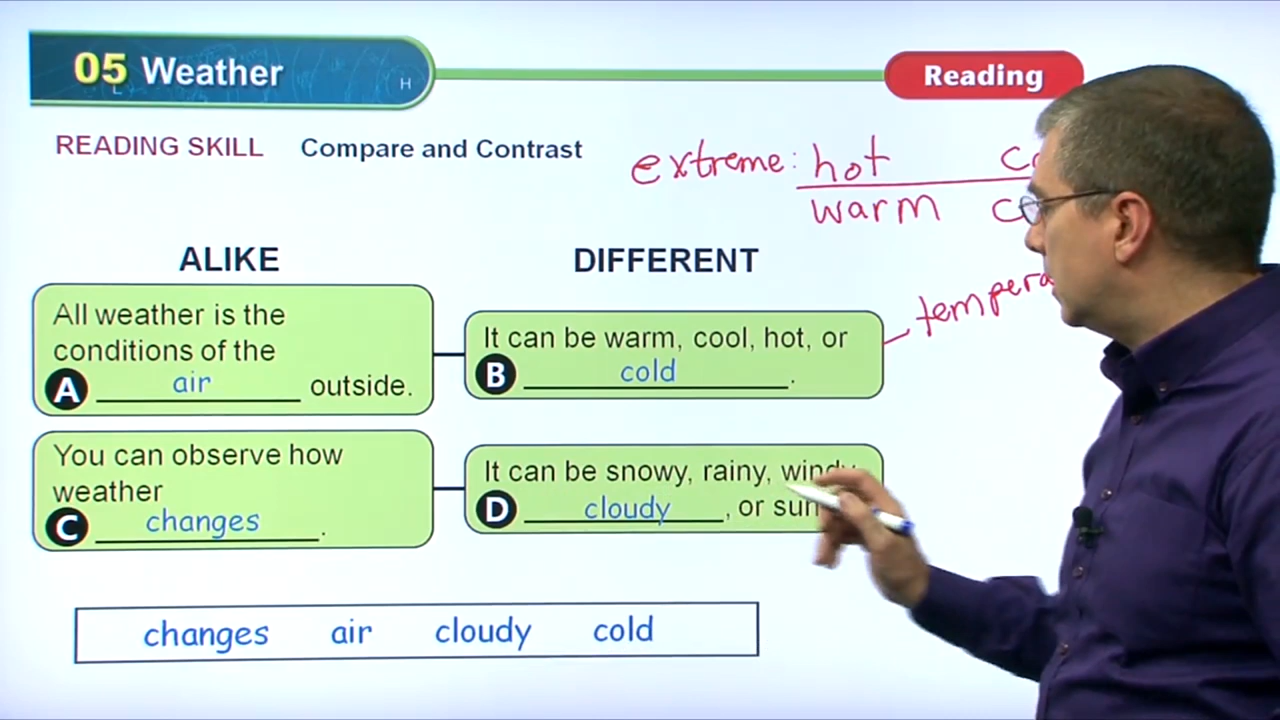 05 Weather
L
H
Reading
READING SKILL Compare and Contrast
extreme: hot
warm
ALIKE
DIFFERENT
All weather is the
conditions of the
A air outside.
It can be warm, cool, hot, or
B cold.
You can observe how
weather
C changes.
It can be snowy, rainy, windy
D cloudy, or
changes air cloudy cold